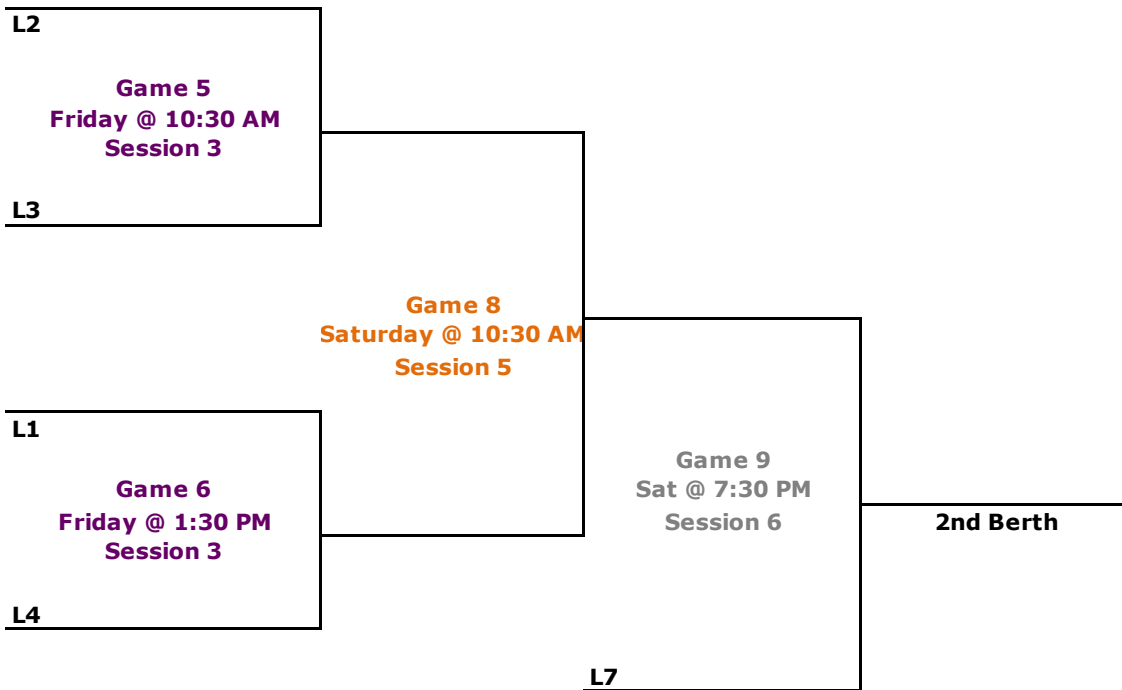 L2
Game 5
Friday @ 10:30 AM
Session 3
L3
Game 8
Saturday @ 10:30 AM
Session 5
L1
Game 6
Friday @ 1:30 PM
Session 3
L4
Game 9
Sat @ 7:30 PM
Session 6
2nd Berth
L7